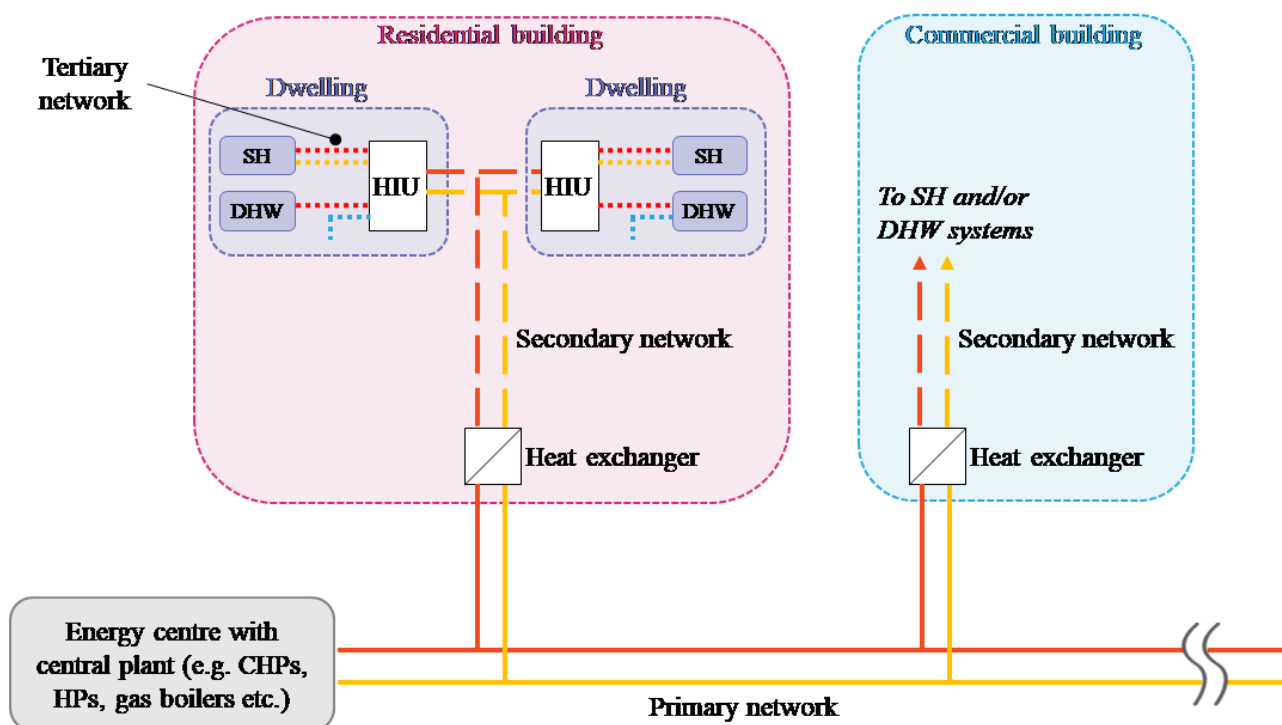 Residential building
Commercial building
Tertiary
network
Dwelling
Dwelling
SH
HIU
DHW
HIU
SH
DHW
To SH and/or
DHW systems
Secondary network
Secondary network
Heat exchanger
Heat exchanger
Energy centre with
central plant (e.g. CHPs,
HPs, gas boilers etc.)
Primary network